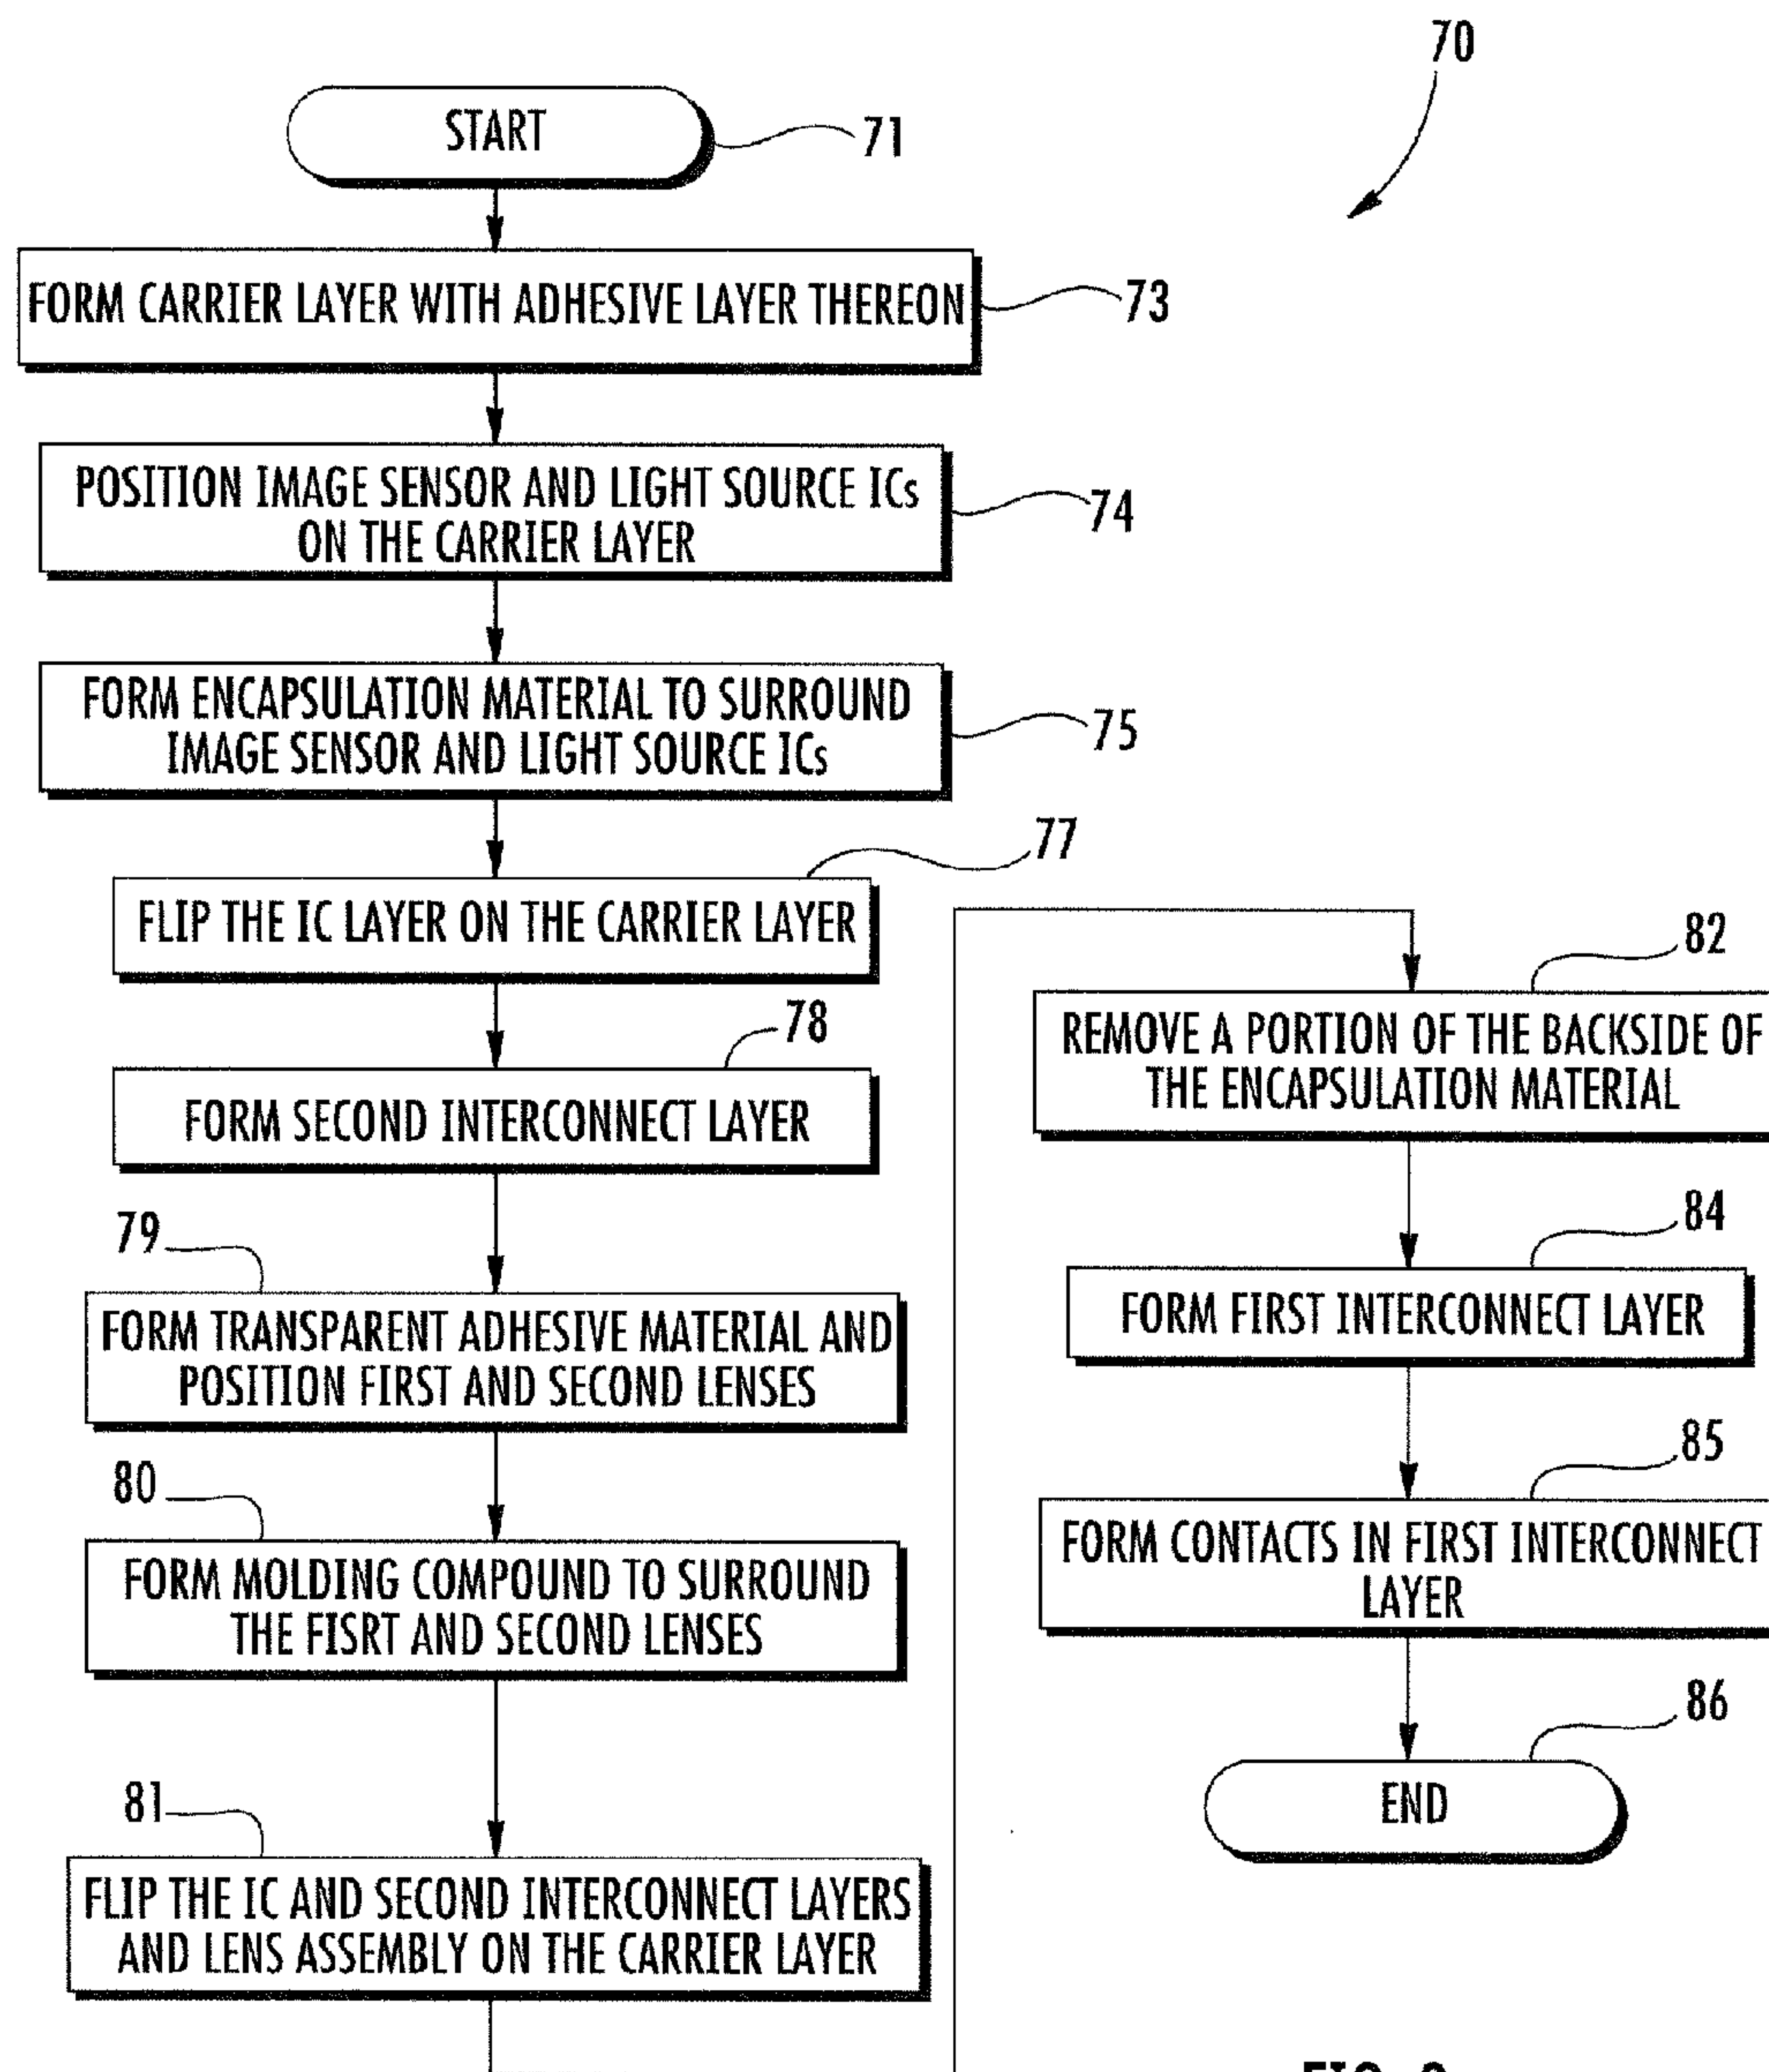 70
START
71
FORM CARRIER LAYER WITH ADHESIVE LAYER THEREON
73
POSITION IMAGE SENSOR AND LIGHT SOURCE ICs
ON THE CARRIER LAYER
74
FORM ENCAPSULATION MATERIAL TO SURROUND
IMAGE SENSOR AND LIGHT SOURCE ICs
75
77
FLIP THE IC LAYER ON THE CARRIER LAYER
78
FORM SECOND INTERCONNECT LAYER
79
FORM TRANSPARENT ADHESIVE MATERIAL AND
POSITION FIRST AND SECOND LENSES
80
FORM MOLDING COMPOUND TO SURROUND
THE FISRT AND SECOND LENSES
81
FLIP THE IC AND SECOND INTERCONNECT LAYERS
AND LENS ASSEMBLY ON THE CARRIER LAYER
82
REMOVE A PORTION OF THE BACKSIDE OF
THE ENCAPSULATION MATERIAL
84
FORM FIRST INTERCONNECT LAYER
85
FORM CONTACTS IN FIRST INTERCONNECT
LAYER
86
END